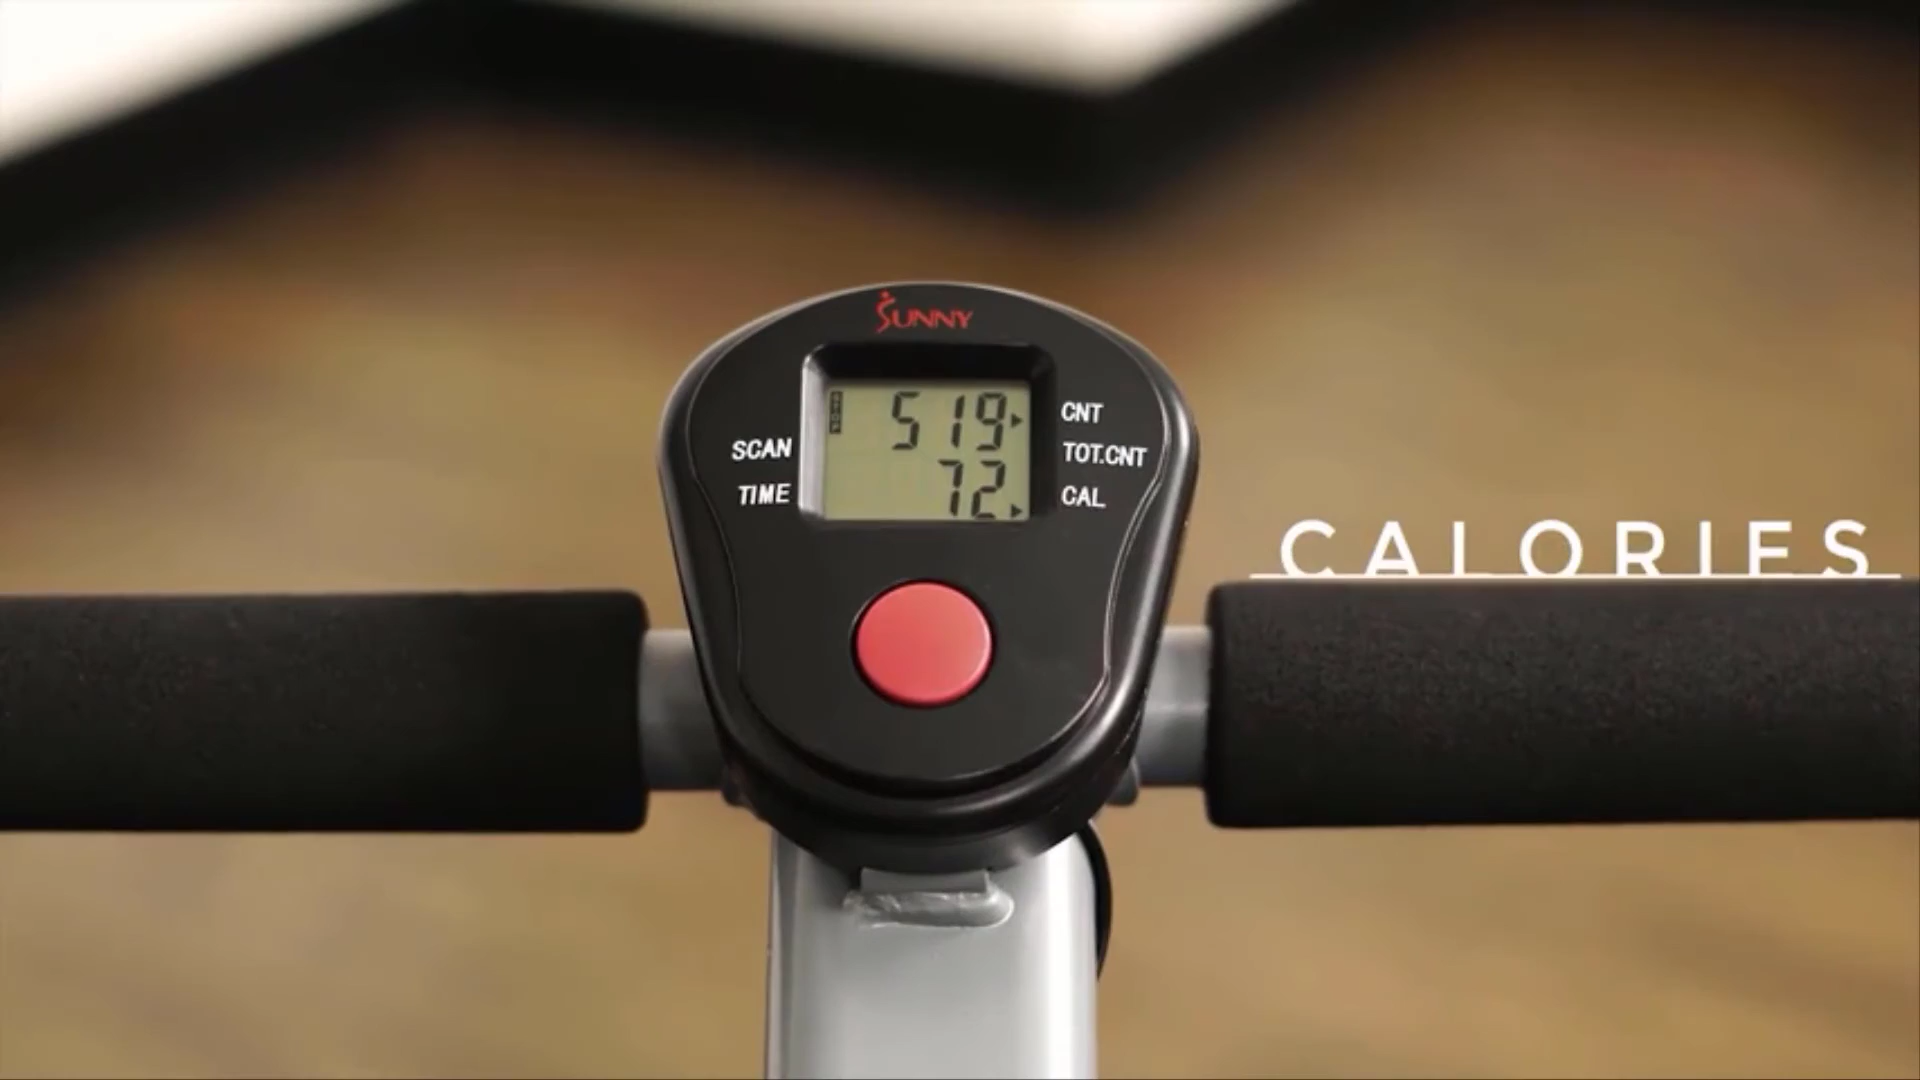 SUNNY
519
SCAN
TIME
72
CNT
TOT.CNT
CAL
CALORIES